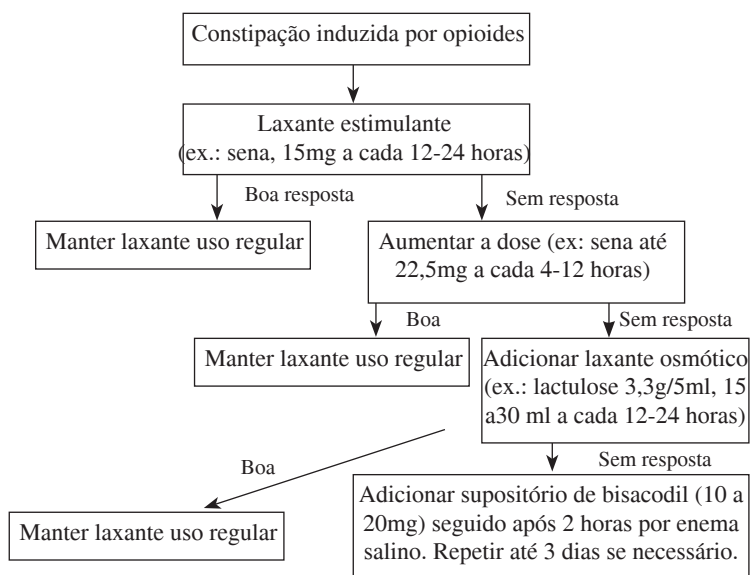 Constipação induzida por opioides
Laxante estimulante
(ex.: sena, 15mg a cada 12-24 horas)
Boa resposta
Sem resposta
Manter laxante uso regular
Aumentar a dose (ex: sena até
22,5mg a cada 4-12 horas)
Boa
Sem resposta
Manter laxante uso regular
Adicionar laxante osmótico
(ex.: lactulose 3,3g/5ml, 15
a30 ml a cada 12-24 horas)
Boa
Sem resposta
Manter laxante uso regular
Adicionar supositório de bisacodil (10 a
20mg) seguido após 2 horas por enema
salino. Repetir até 3 dias se necessário.